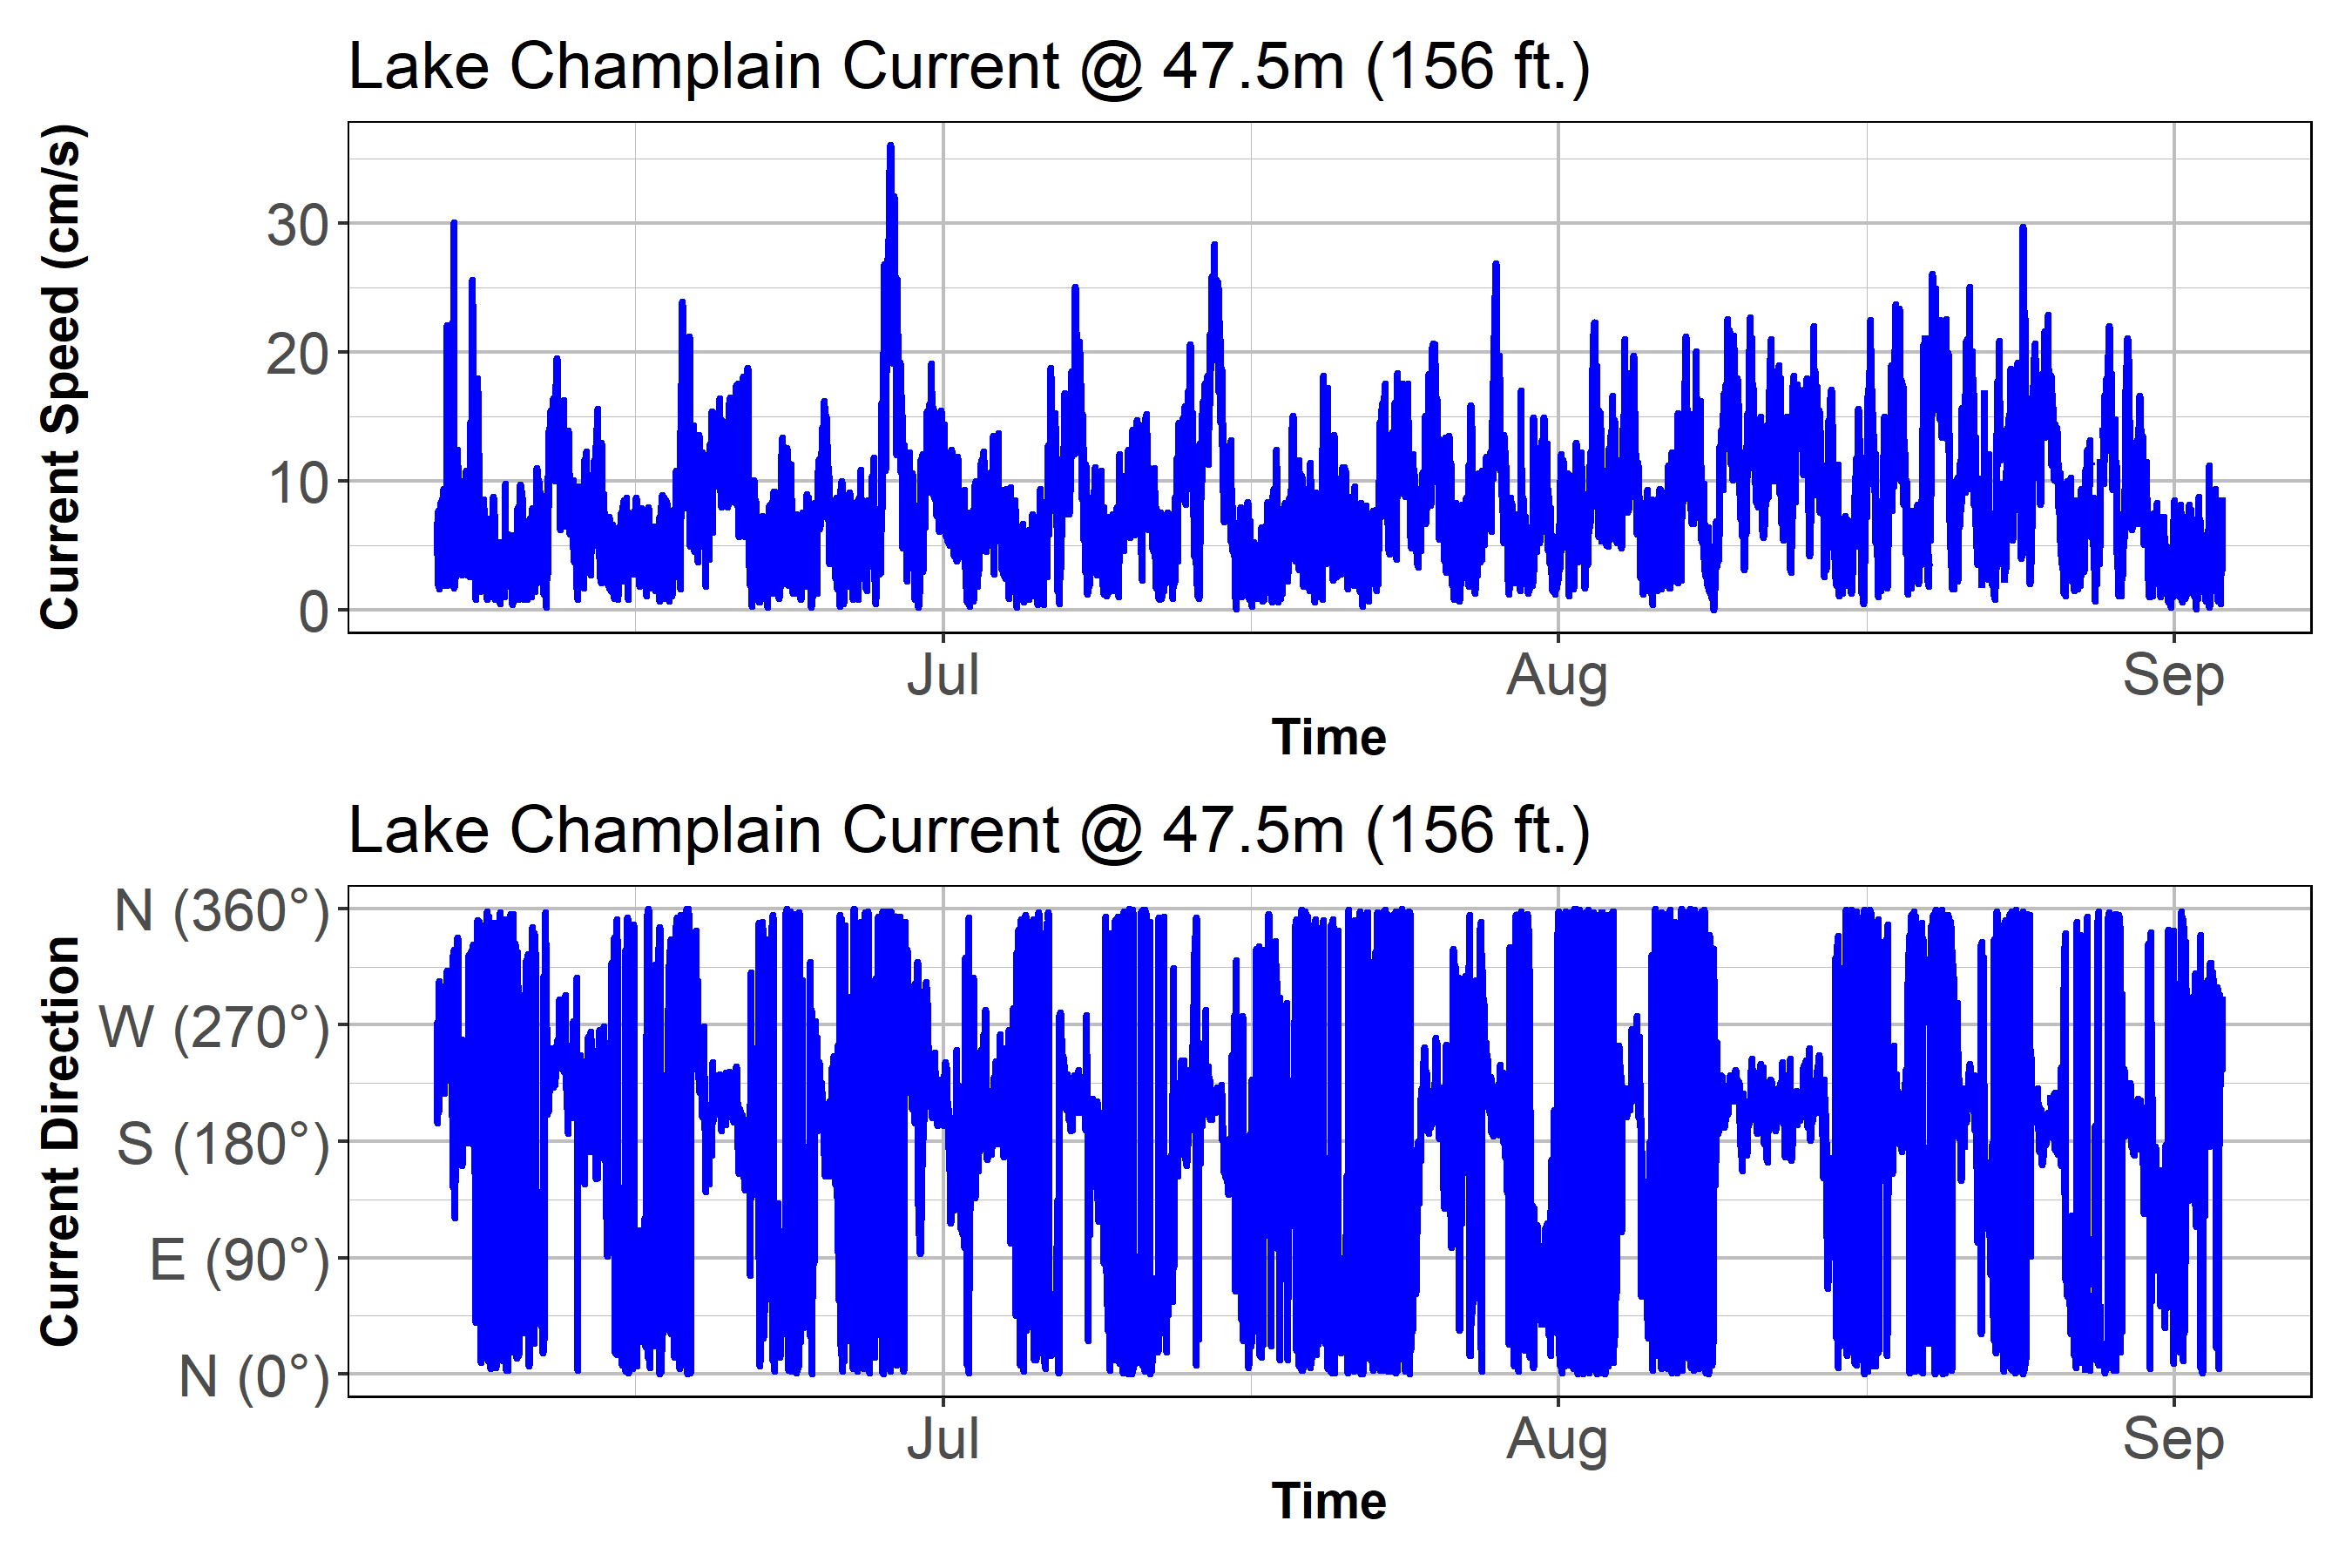 Lake Champlain Current @ 47.5m (156 ft.)
Current Speed (cm/s)
30
20
10
0
Jul
Aug
Sep
Time
Lake Champlain Current @ 47.5m (156 ft.)
Current Direction
N (360°)
W (270°)
S (180°)
E (90°)
N (0°)
Jul
Aug
Sep
Time